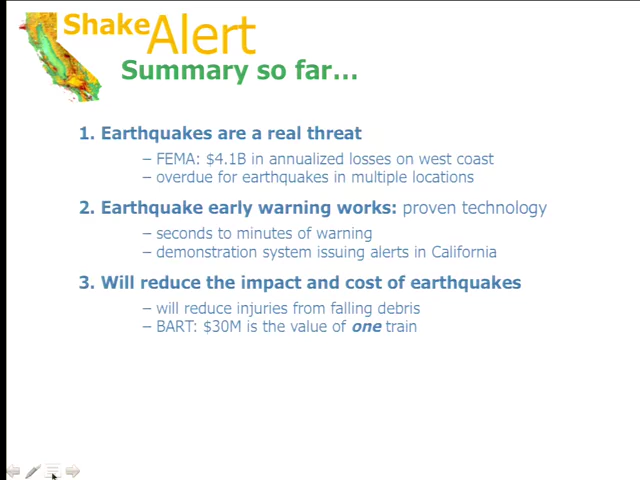 ShakeAlert
Summary so far...
1. Earthquakes are a real threat
– FEMA: $4.1B in annualized losses on west coast
– overdue for earthquakes in multiple locations
2. Earthquake early warning works: proven technology
– seconds to minutes of warning
– demonstration system issuing alerts in California
3. Will reduce the impact and cost of earthquakes
– will reduce injuries from falling debris
– BART: $30M is the value of one train